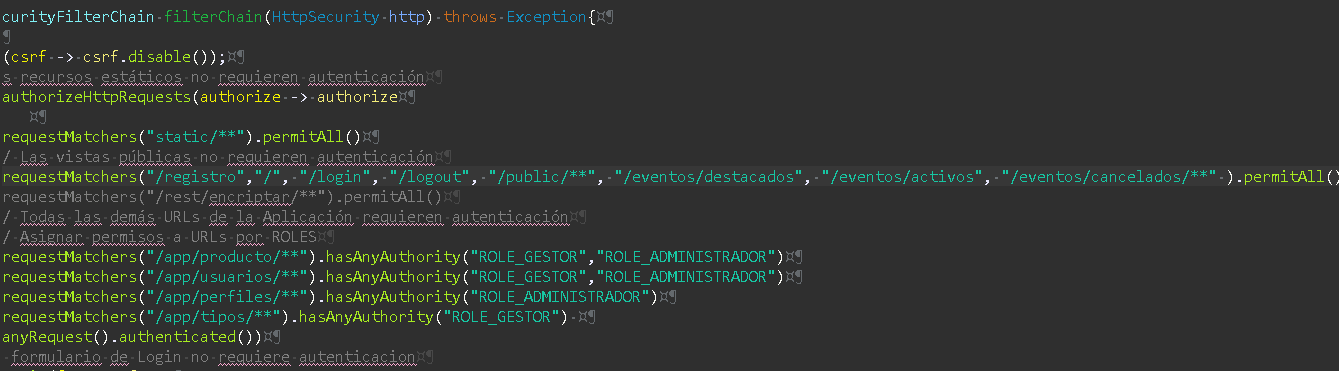 curityFilterChain filterChain(HttpSecurity http) throws Exception{¤¶
¶
(csrf -> csrf.disable());¤¶
s recursos estáticos no requieren autenticación¤¶
authorizeHttpRequests(authorize -> authorize¤¶
¤¶
requestMatchers("static/**").permitAll()¤¶
/ Las vistas públicas no requieren autenticación¤¶
requestMatchers("/registro","/", "/login", "/logout", "/public/**", "/eventos/destacados", "/eventos/activos", "/eventos/cancelados/**" ).permitAll()
requestMatchers("/rest/encriptar/**").permitAll()¤¶
/ Todas las demás URLs de la Aplicación requieren autenticación¤¶
/ Asignar permisos a URLs por ROLES¤¶
requestMatchers("/app/producto/**").hasAnyAuthority("ROLE_GESTOR","ROLE_ADMINISTRADOR")¤¶
requestMatchers("/app/usuarios/**").hasAnyAuthority("ROLE_GESTOR","ROLE_ADMINISTRADOR")¤¶
requestMatchers("/app/perfiles/**").hasAnyAuthority("ROLE_ADMINISTRADOR")¤¶
requestMatchers("/app/tipos/**").hasAnyAuthority("ROLE_GESTOR") ¤¶
anyRequest().authenticated())¤¶
formulario de Login no requiere autenticacion¤¶